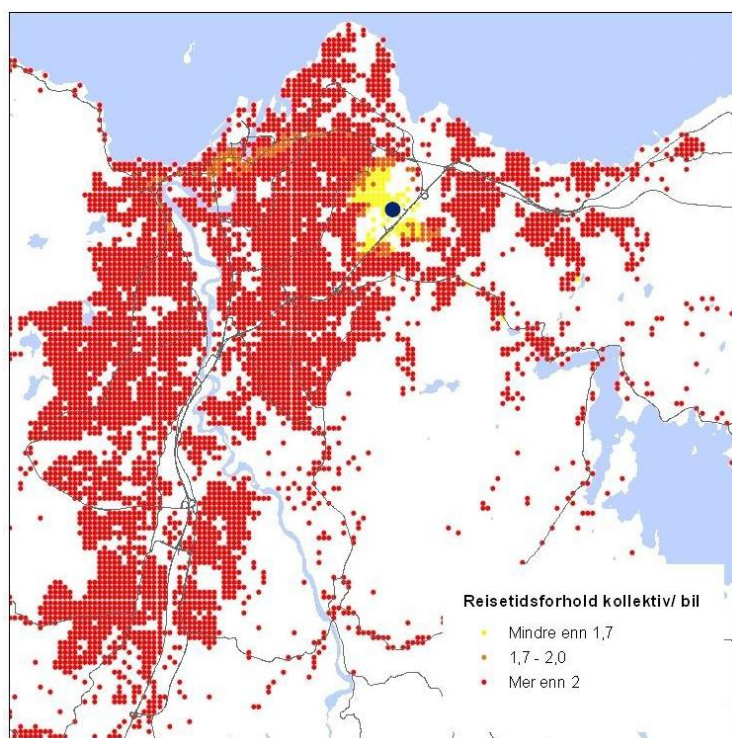 Reisetidsforhold kollektiv/ bil
Mindre enn 1,7
1,7 - 2,0
Mer enn 2